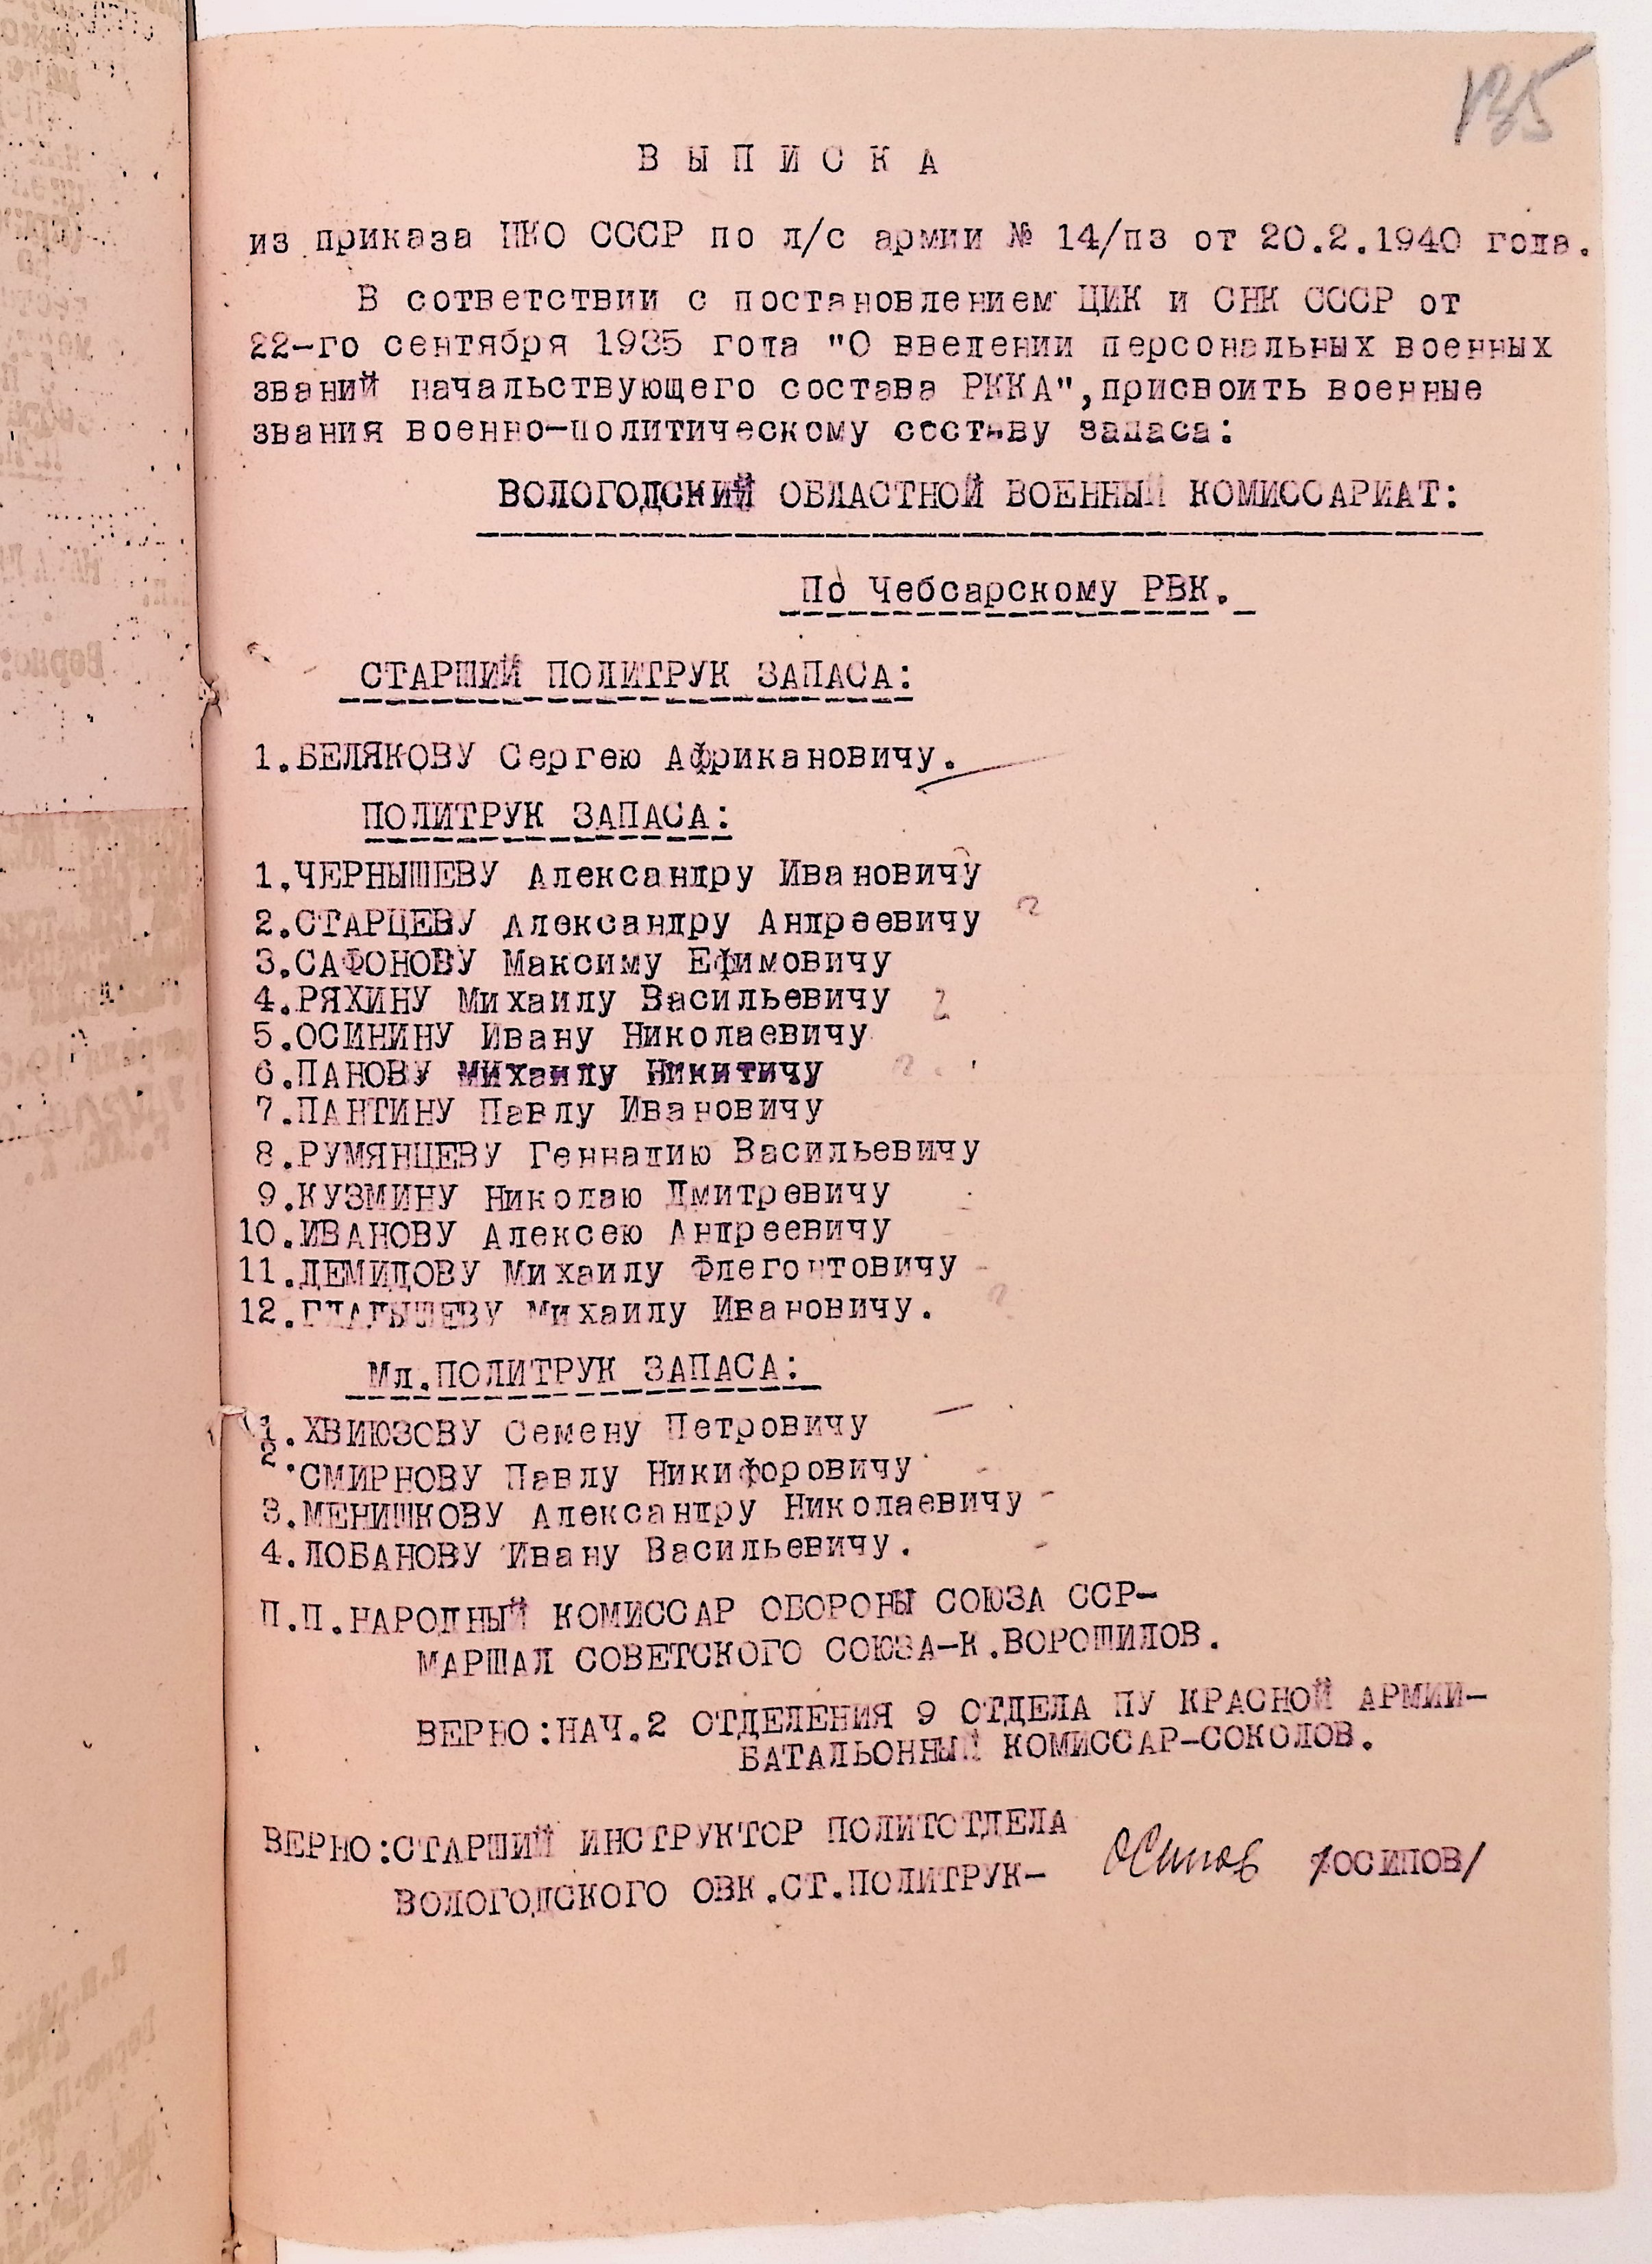 135
ВЫПИСКА
из приказа НКО СССР по л/с армии № 14/пз от 20.2.1940 года.
В сответствии с постановлением ЦИК и СНК СССР от
22-го сентября 1935 года "О введении персональных военных
званий начальствующего состава РККА",присвоить военные
звания военно-политическому составу запаса:
ВОЛОГОДСКИЙ ОБЛАСТНОЙ ВОЕННЫЙ КОМИССАРИАТ:
По Чебсарскому РВК.
СТАРШИЙ ПОЛИТРУК ЗАПАСА:
1.БЕЛЯКОВУ Сергею Африкановичу.
ПОЛИТРУК ЗАПАСА:
1.ЧЕРНЫШЕВУ Александру Ивановичу
2.СТАРЦЕВУ Александру Андреевичу
3.САФОНОВУ Максиму Ефимовичу
4.РЯХИНУ Михаилу Васильевичу
5.ОСИНИНУ Ивану Николаевичу
6.ПАНОВУ Михаилу Никитичу
7.ПАНТИНУ Павлу Ивановичу
8.РУМЯНЦЕВУ Геннадию Васильевичу
9.КУЗМИНУ Николаю Дмитревичу
10.ИВАНОВУ Алексею Андреевичу
11.ДЕМИДОВУ Михаилу Флегонтовичу
12. Михаилу Ивановичу.
Мл.ПОЛИТРУК ЗАПАСА:
1.ХВИЮЗОВУ Семену Петровичу
2.СМИРНОВУ Павлу Никифоровичу
3.МЕНИШКОВУ Александру Николаевичу
4.ЛОБАНОВУ Ивану Васильевичу.
П.П.НАРОДНЫЙ КОМИССАР ОБОРОНЫ СОЮЗА ССР-
МАРШАЛ СОВЕТСКОГО СОЮЗА-К.ВОРОШИЛОВ.
ВЕРНО:НАЧ.2 ОТДЕЛЕНИЯ 9 ОТДЕЛА ПУ КРАСНОЙ АРМИИ-
БАТАЛЬОННЫЙ КОМИССАР-СОКОЛОВ.
ВЕРНО:СТАРШИЙ ИНСТРУКТОР ПОЛИТОТДЕЛА
ВОЛОГОДСКОГО ОВК.СТ.ПОЛИТРУК- Осипов /ОСИПОВ/